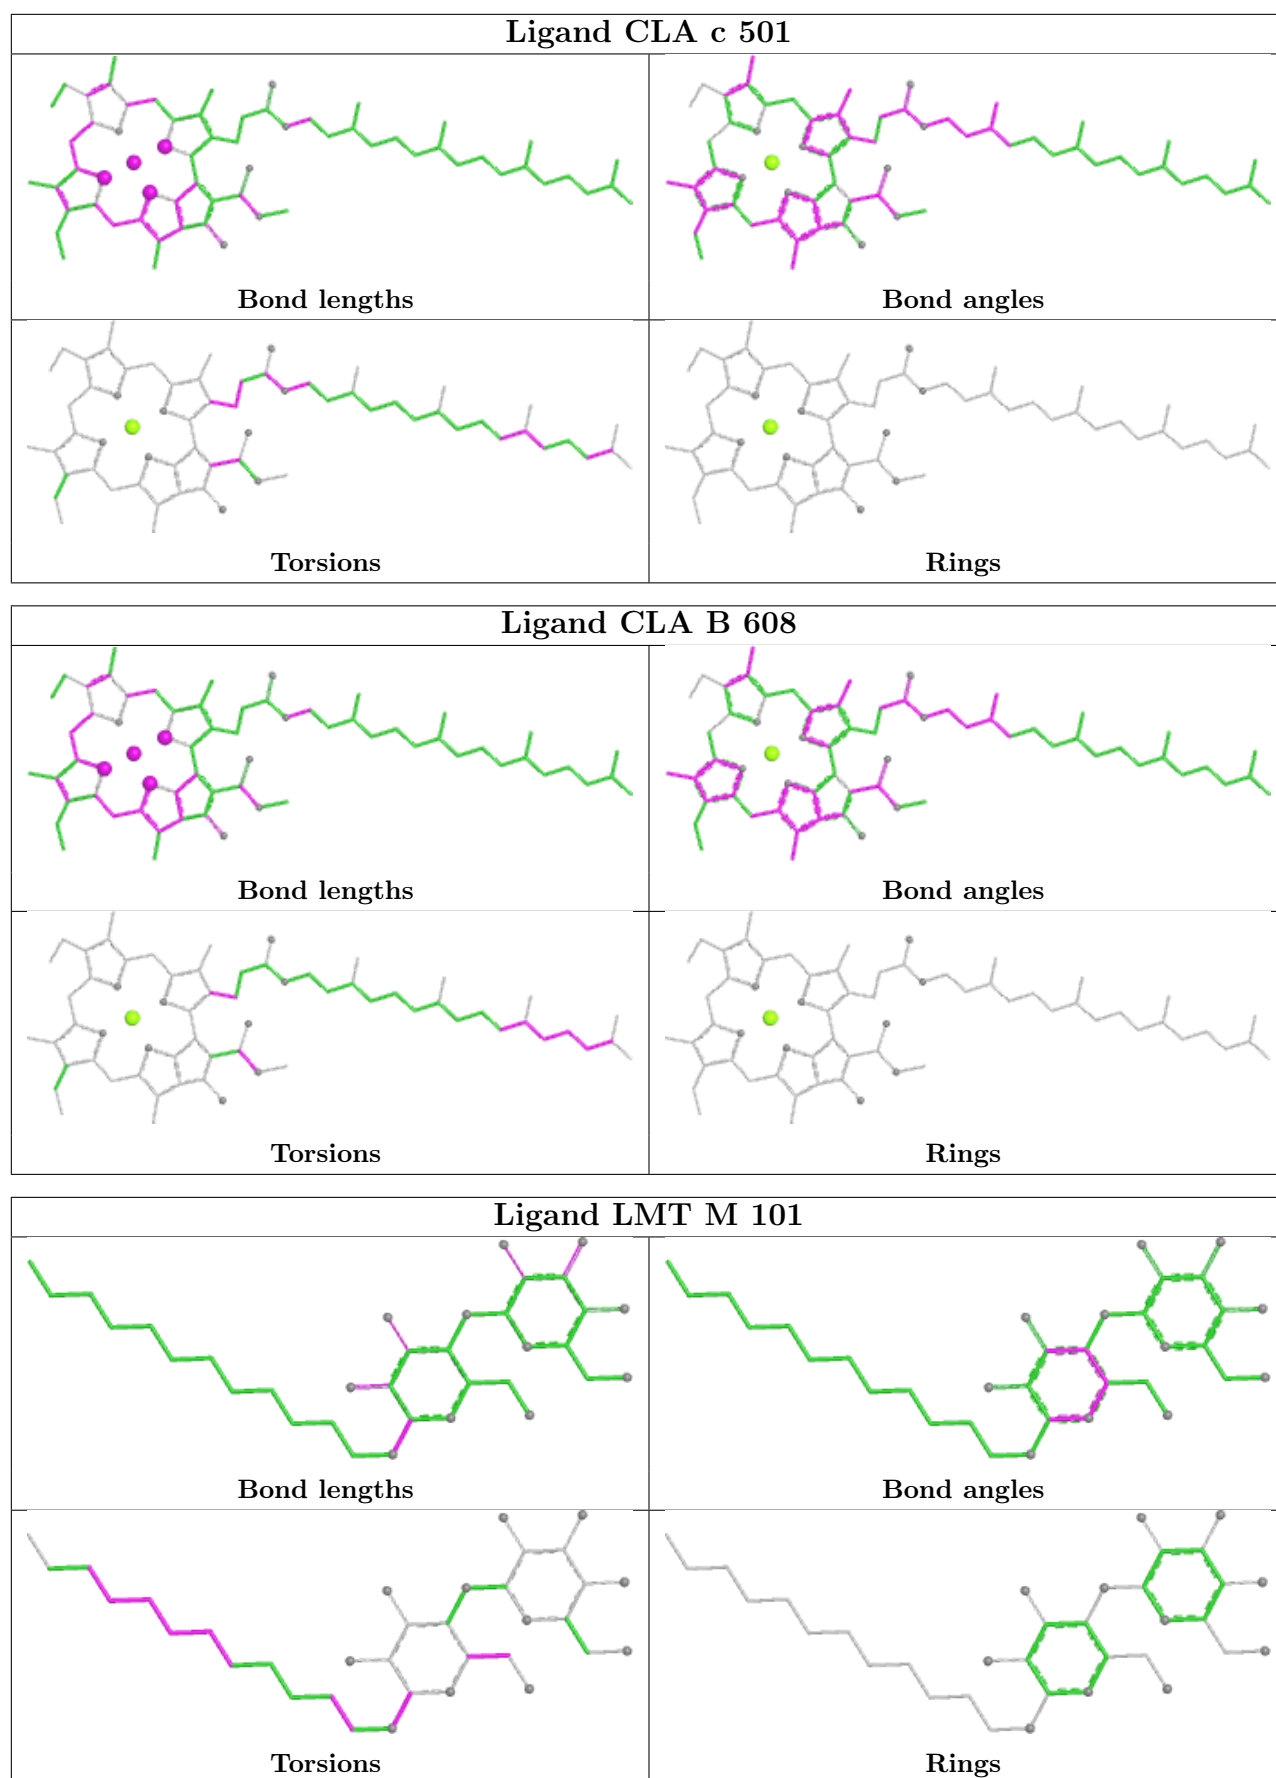 Ligand CLA c 501
Bond lengths
Bond angles
Torsions
Rings
Ligand CLA B 608
Bond lengths
Bond angles
Torsions
Rings
Ligand LMT M 101
Bond lengths
Bond angles
Torsions
Rings